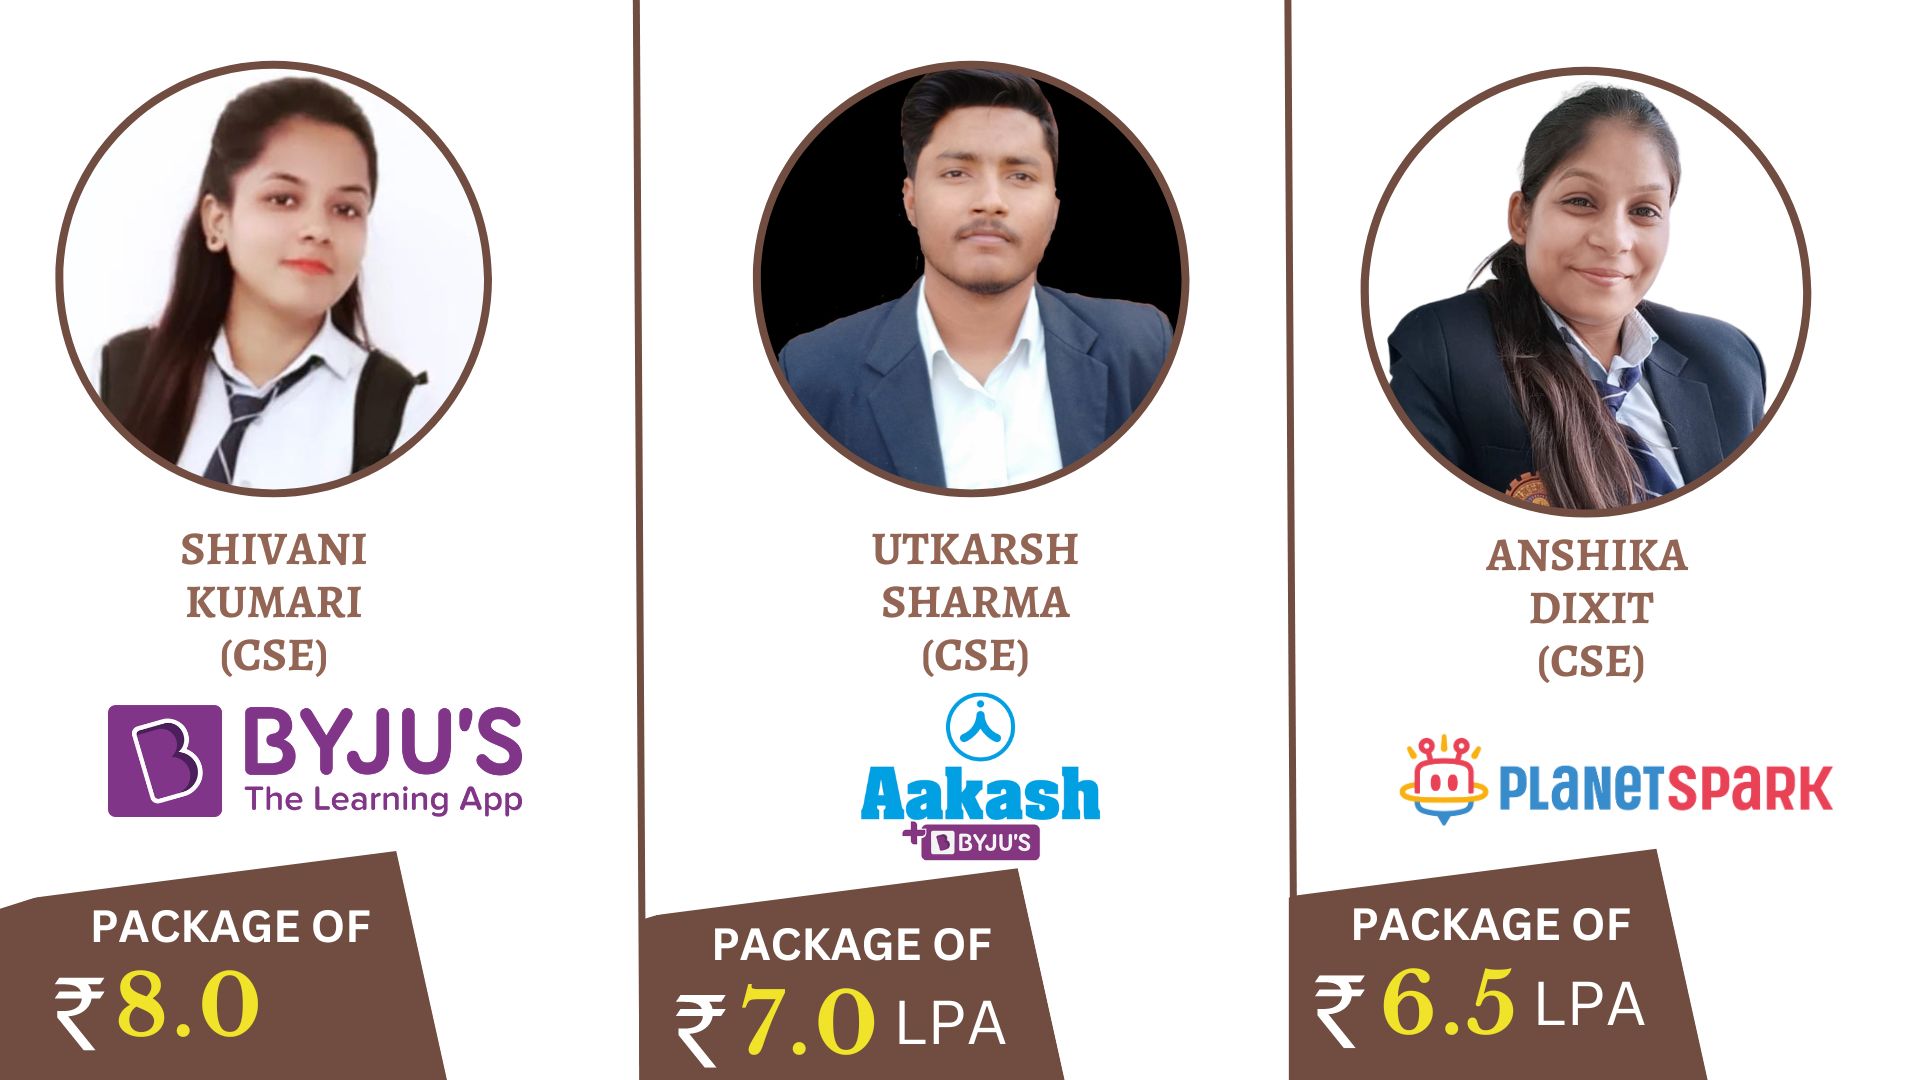 SHIVANI
KUMARI
(CSE)
BYJU'S
The Learning App
PACKAGE OF
₹8.0
UTKARSH
SHARMA
(CSE)
Aakash
+BYJU'S
PACKAGE OF
₹7.0 LPA
ANSHIKA
DIXIT
(CSE)
PLANETSPARK
PACKAGE OF
₹6.5 LPA